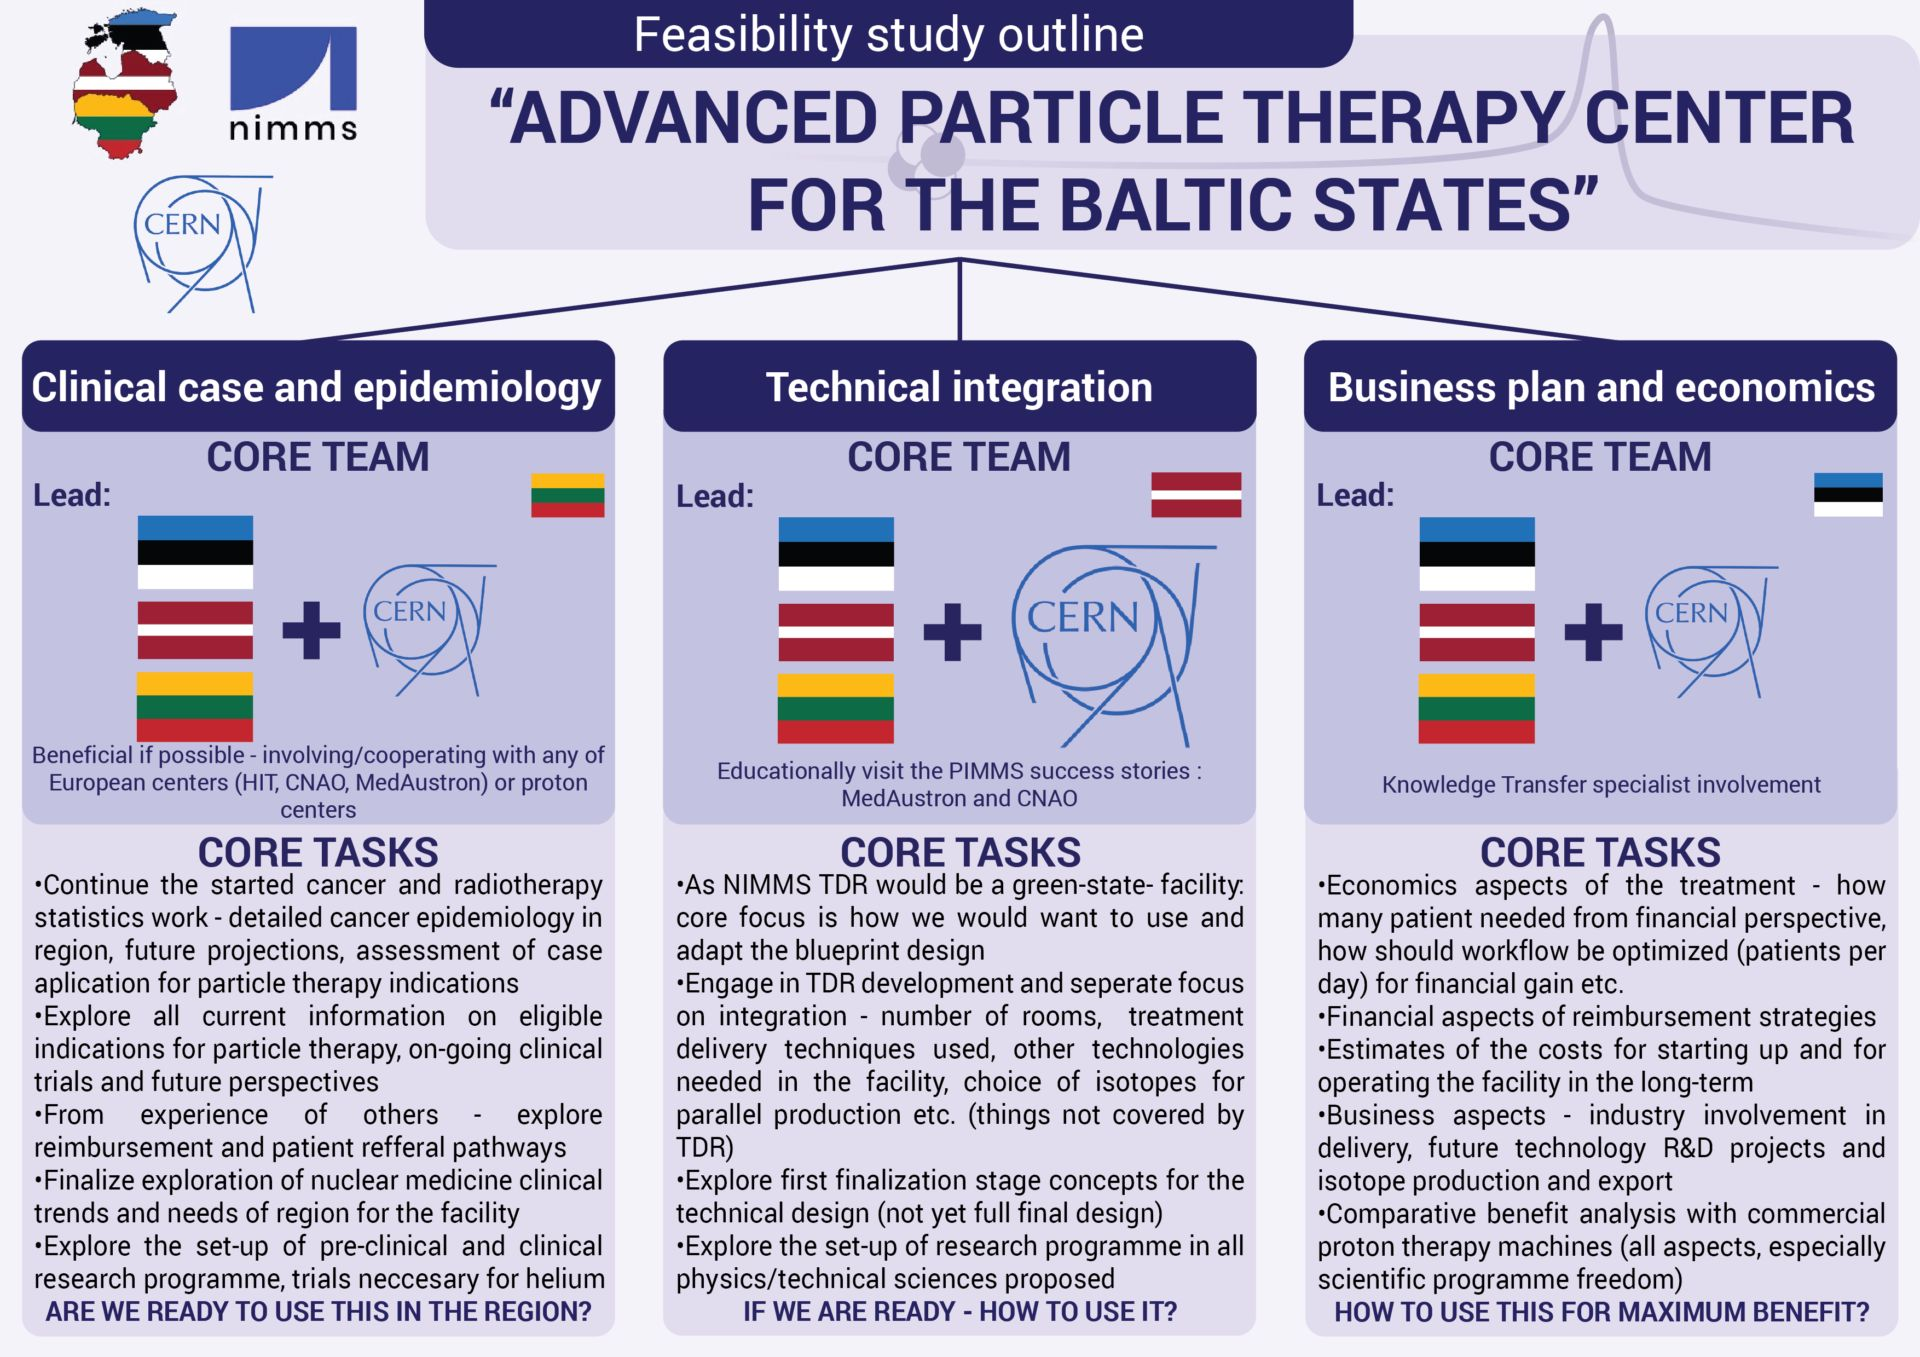 nimms
CERN
Feasibility study outline
“ADVANCED PARTICLE THERAPY CENTER
FOR THE BALTIC STATES”
Clinical case and epidemiology
CORE TEAM
Lead:
CERN
Beneficial if possible - involving/cooperating with any of
European centers (HIT, CNAO, MedAustron) or proton
centers
CORE TASKS
•Continue the started cancer and radiotherapy
statistics work - detailed cancer epidemiology in
region, future projections, assessment of case
aplication for particle therapy indications
•Explore all current information on eligible
indications for particle therapy, on-going clinical
trials and future perspectives
•From experience of others - explore
reimbursement and patient refferal pathways
•Finalize exploration of nuclear medicine clinical
trends and needs of region for the facility
•Explore the set-up of pre-clinical and clinical
research programme, trials neccesary for helium
ARE WE READY TO USE THIS IN THE REGION?
Technical integration
CORE TEAM
Lead:
CERN
Educationally visit the PIMMS success stories :
MedAustron and CNAO
CORE TASKS
•As NIMMS TDR would be a green-state- facility:
core focus is how we would want to use and
adapt the blueprint design
•Engage in TDR development and seperate focus
on integration - number of rooms, treatment
delivery techniques used, other technologies
needed in the facility, choice of isotopes for
parallel production etc. (things not covered by
TDR)
•Explore first finalization stage concepts for the
technical design (not yet full final design)
•Explore the set-up of research programme in all
physics/technical sciences proposed
IF WE ARE READY - HOW TO USE IT?
Business plan and economics
CORE TEAM
Lead:
CERN
Knowledge Transfer specialist involvement
CORE TASKS
•Economics aspects of the treatment - how
many patient needed from financial perspective,
how should workflow be optimized (patients per
day) for financial gain etc.
•Financial aspects of reimbursement strategies
•Estimates of the costs for starting up and for
operating the facility in the long-term
•Business aspects - industry involvement in
delivery, future technology R&D projects and
isotope production and export
•Comparative benefit analysis with commercial
proton therapy machines (all aspects, especially
scientific programme freedom)
HOW TO USE THIS FOR MAXIMUM BENEFIT?